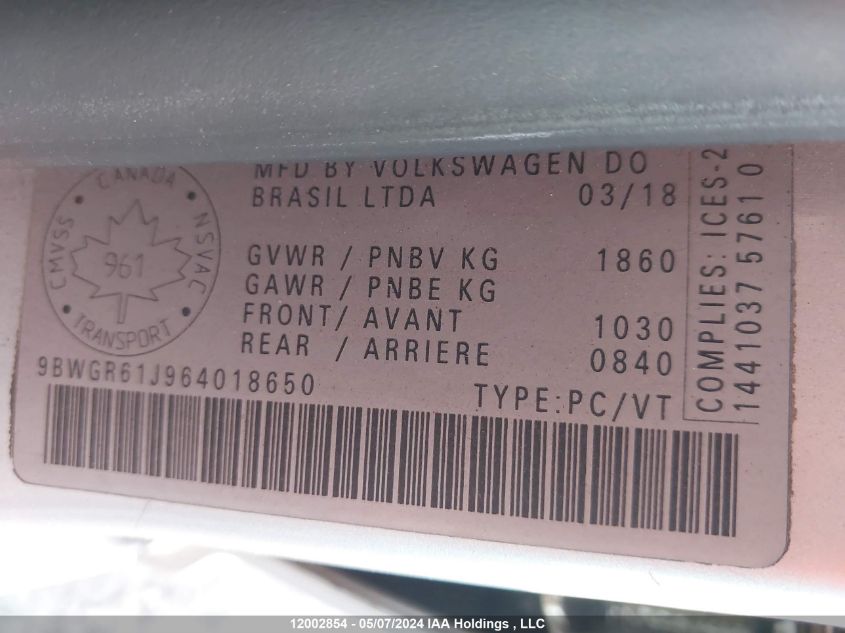 MFD BY VOLKSWAGEN DO
BRASIL LTDA 03/18
GVWR / PNBV KG 1860
GAWR / PNBE KG
FRONT/ AVANT 1030
REAR / ARRIERE 0840
9BWGR61J964018650
TYPE:PC/VT
CANADA
CMVSS
NSVAC
961
TRANSPORT
COMPLIES: ICES-2
1441037 5761 0
12002854 - 05/07/2024 IAA Holdings , LLC